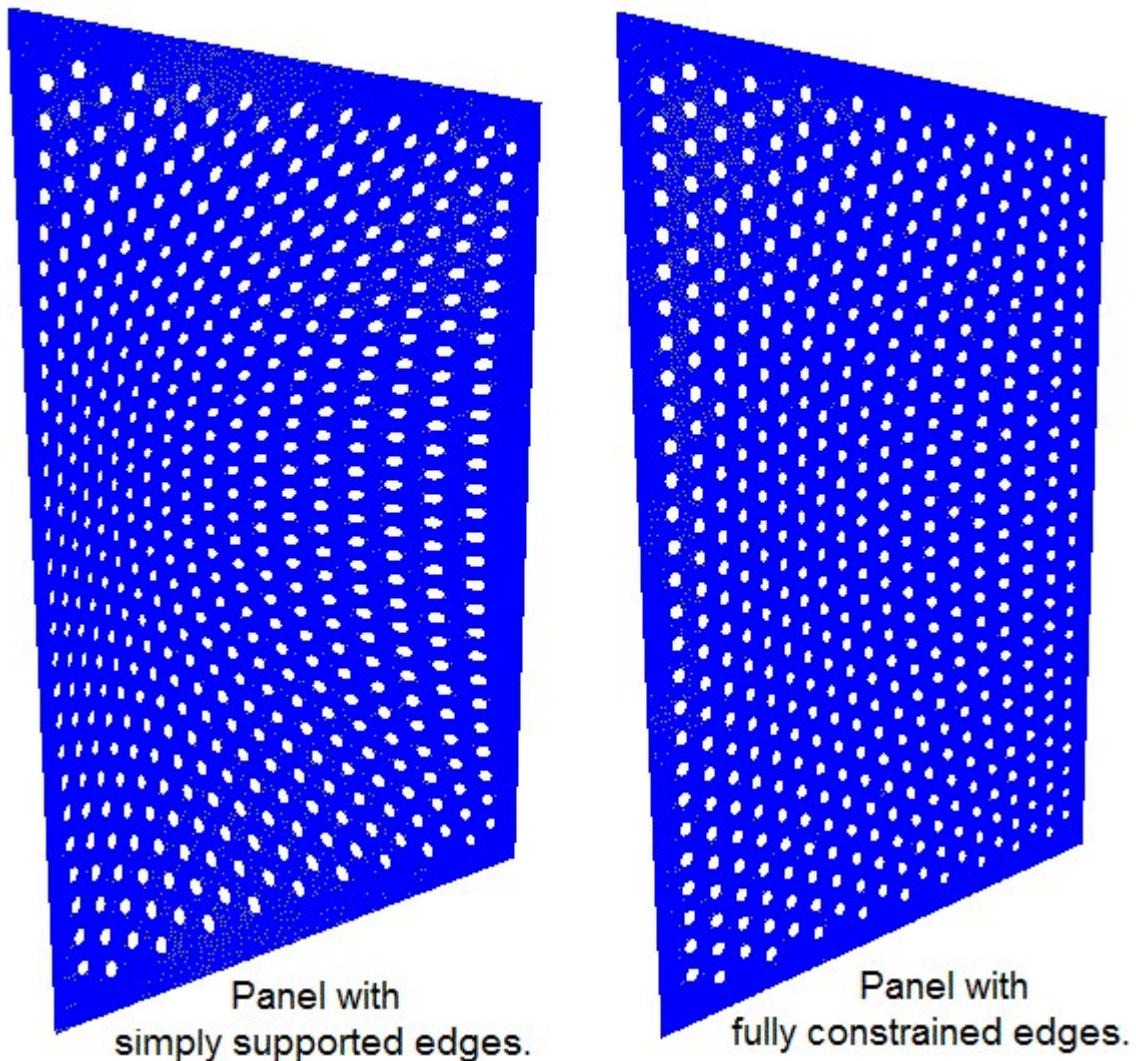 Panel with
simply supported edges.
Panel with
fully constrained edges.